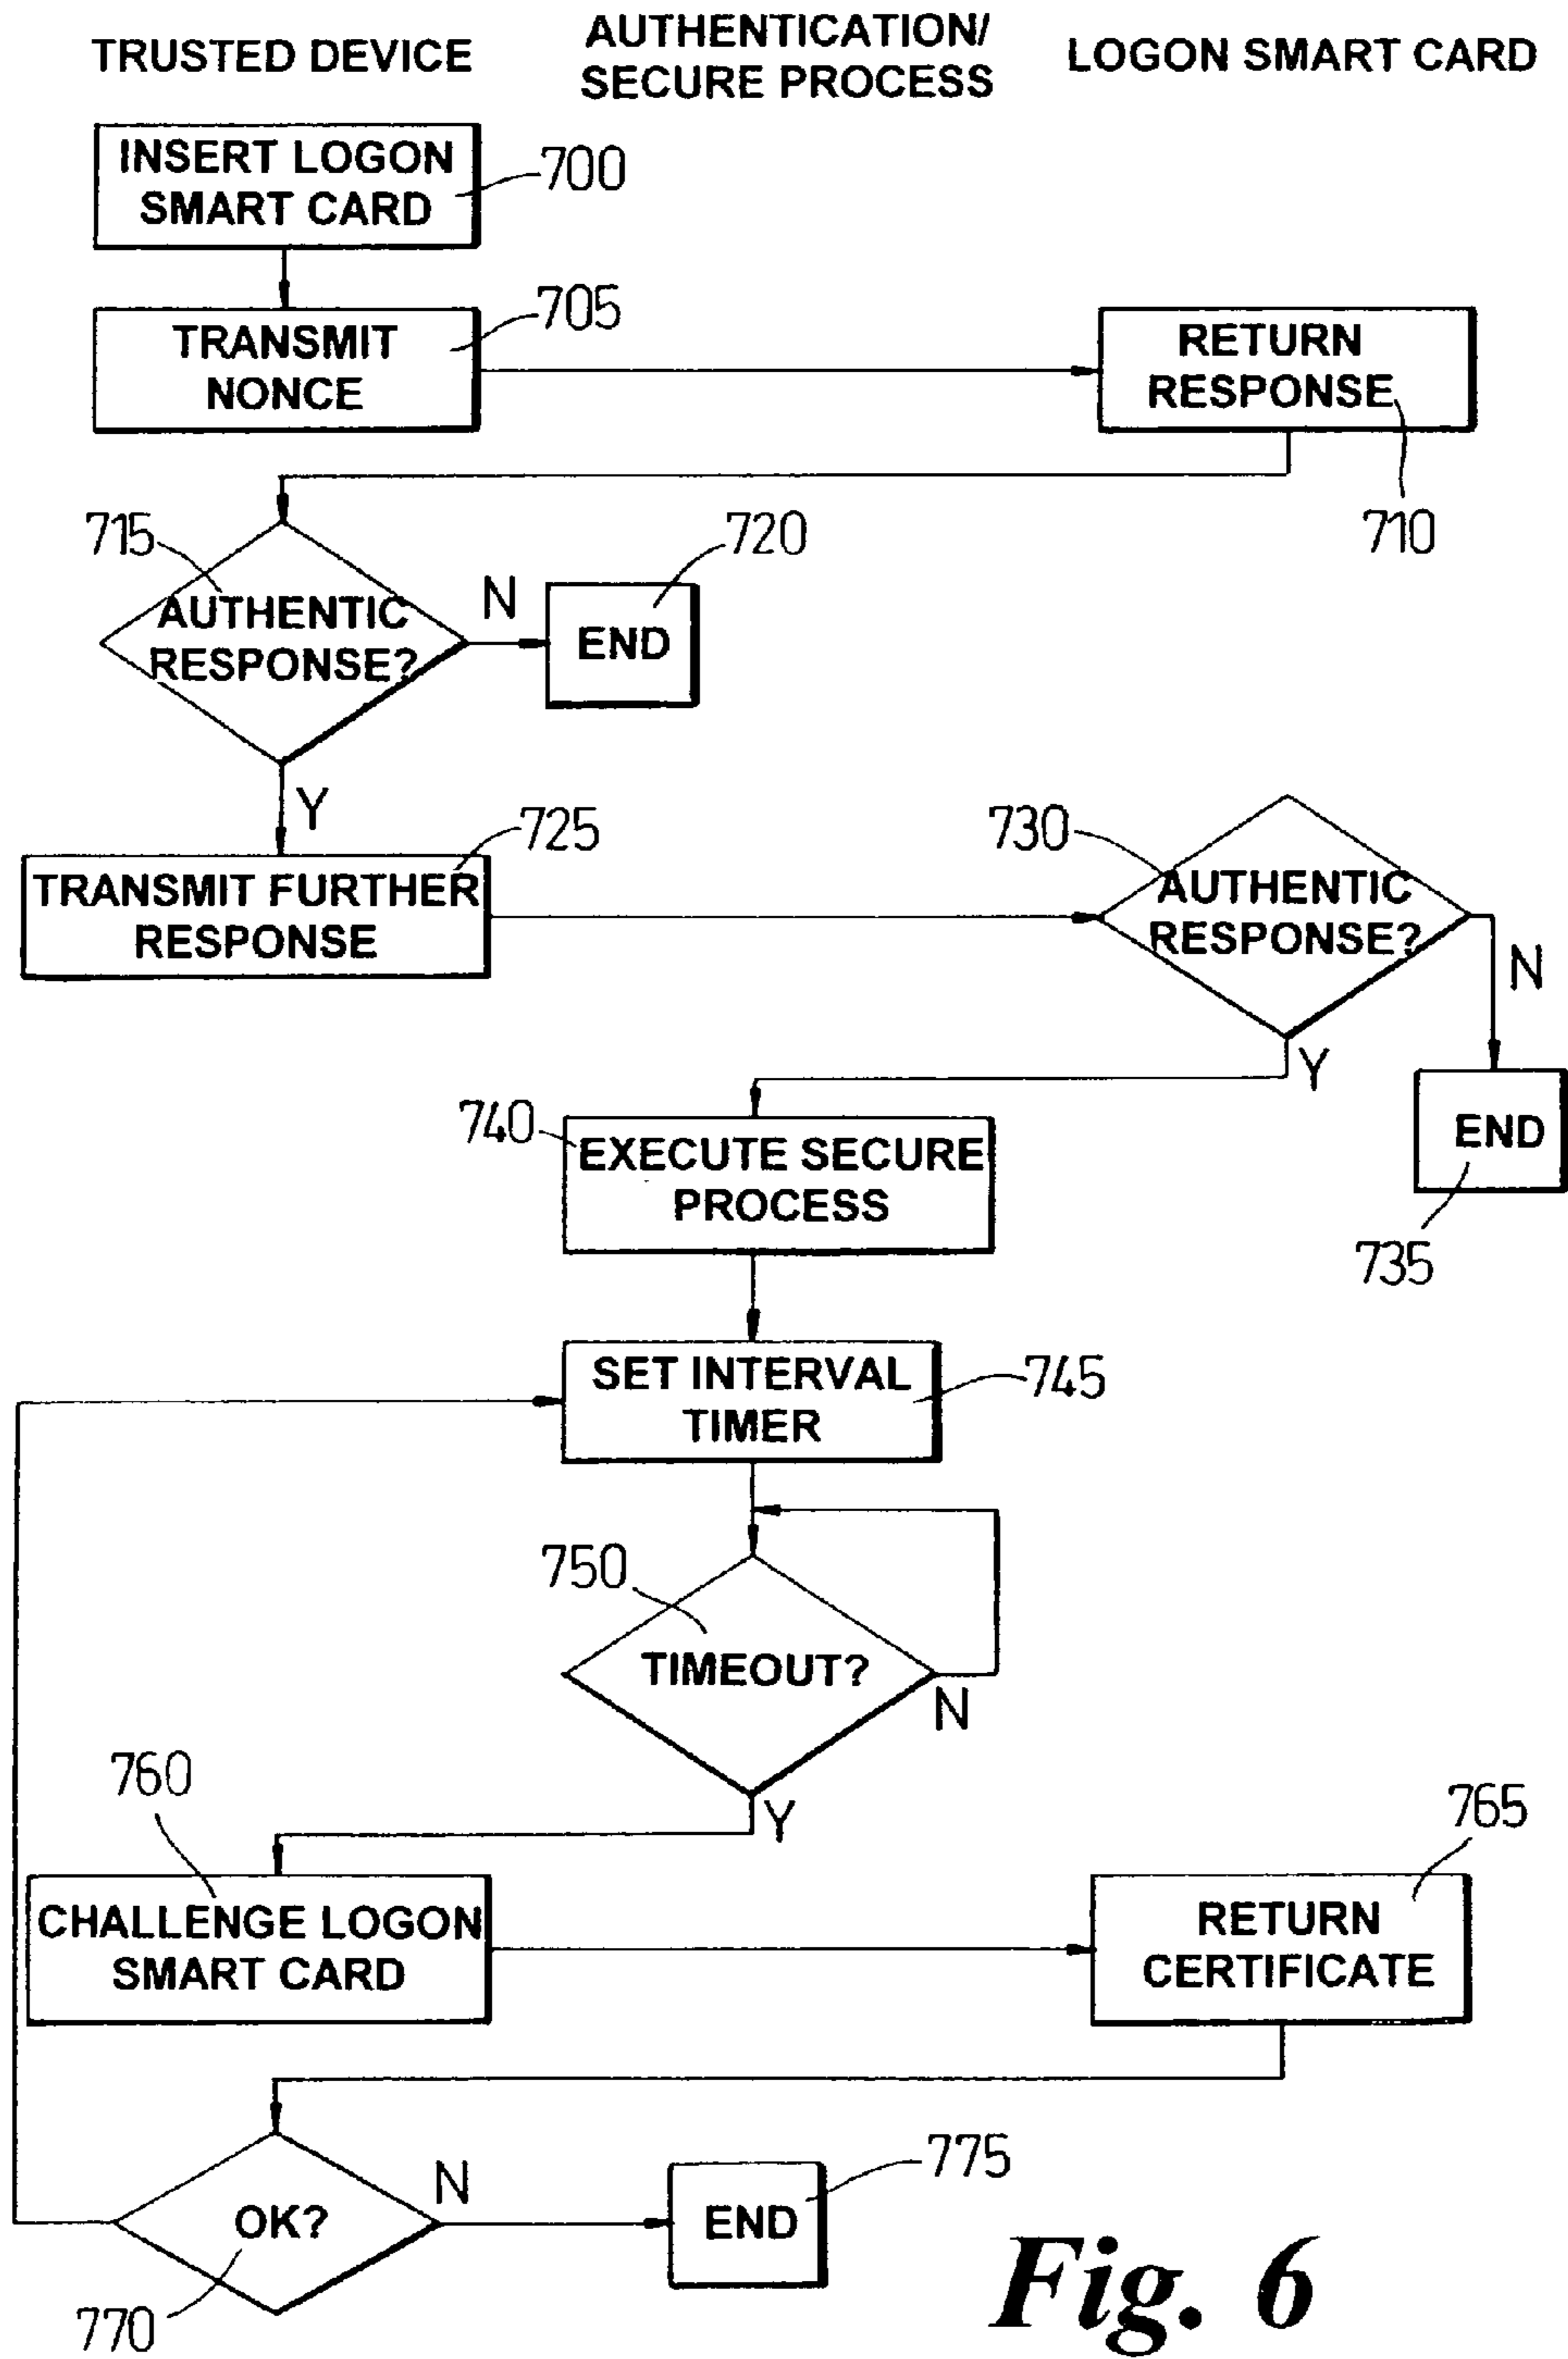 TRUSTED DEVICE
AUTHENTICATION/
SECURE PROCESS
LOGON SMART CARD
INSERT LOGON
SMART CARD
700
TRANSMIT
NONCE
705
RETURN
RESPONSE
710
715
AUTHENTIC
RESPONSE?
N
720
END
Y
725
TRANSMIT FURTHER
RESPONSE
730
AUTHENTIC
RESPONSE?
N
Y
END
735
740
EXECUTE SECURE
PROCESS
SET INTERVAL
TIMER
745
750
TIMEOUT?
N
Y
760
CHALLENGE LOGON
SMART CARD
765
RETURN
CERTIFICATE
OK?
770
N
END
775
Fig. 6